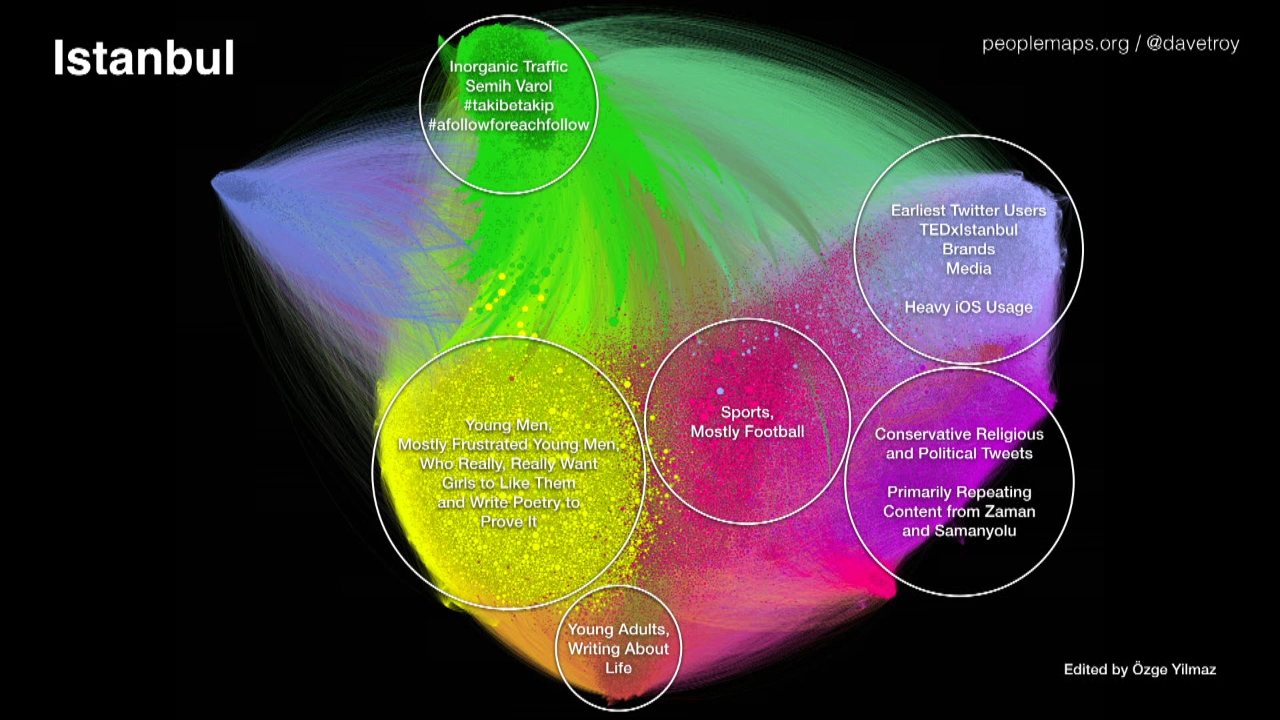 Istanbul
peoplemaps.org / @davetroy
Inorganic Traffic
Semih Varol
#takibetakip
#afollowforeachfollow
Earliest Twitter Users
TEDxIstanbul
Brands
Media
Heavy iOS Usage
Young Men,
Mostly Frustrated Young Men,
Who Really, Really Want
Girls to Like Them
and Write Poetry to
Prove It
Sports,
Mostly Football
Conservative Religious
and Political Tweets
Primarily Repeating
Content from Zaman
and Samanyolu
Young Adults,
Writing About
Life
Edited by Özge Yilmaz